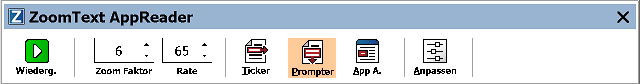 ZoomText AppReader
6 65
Wiederg. Zoom Faktor Rate Ticker Prompter App A. Anpassen